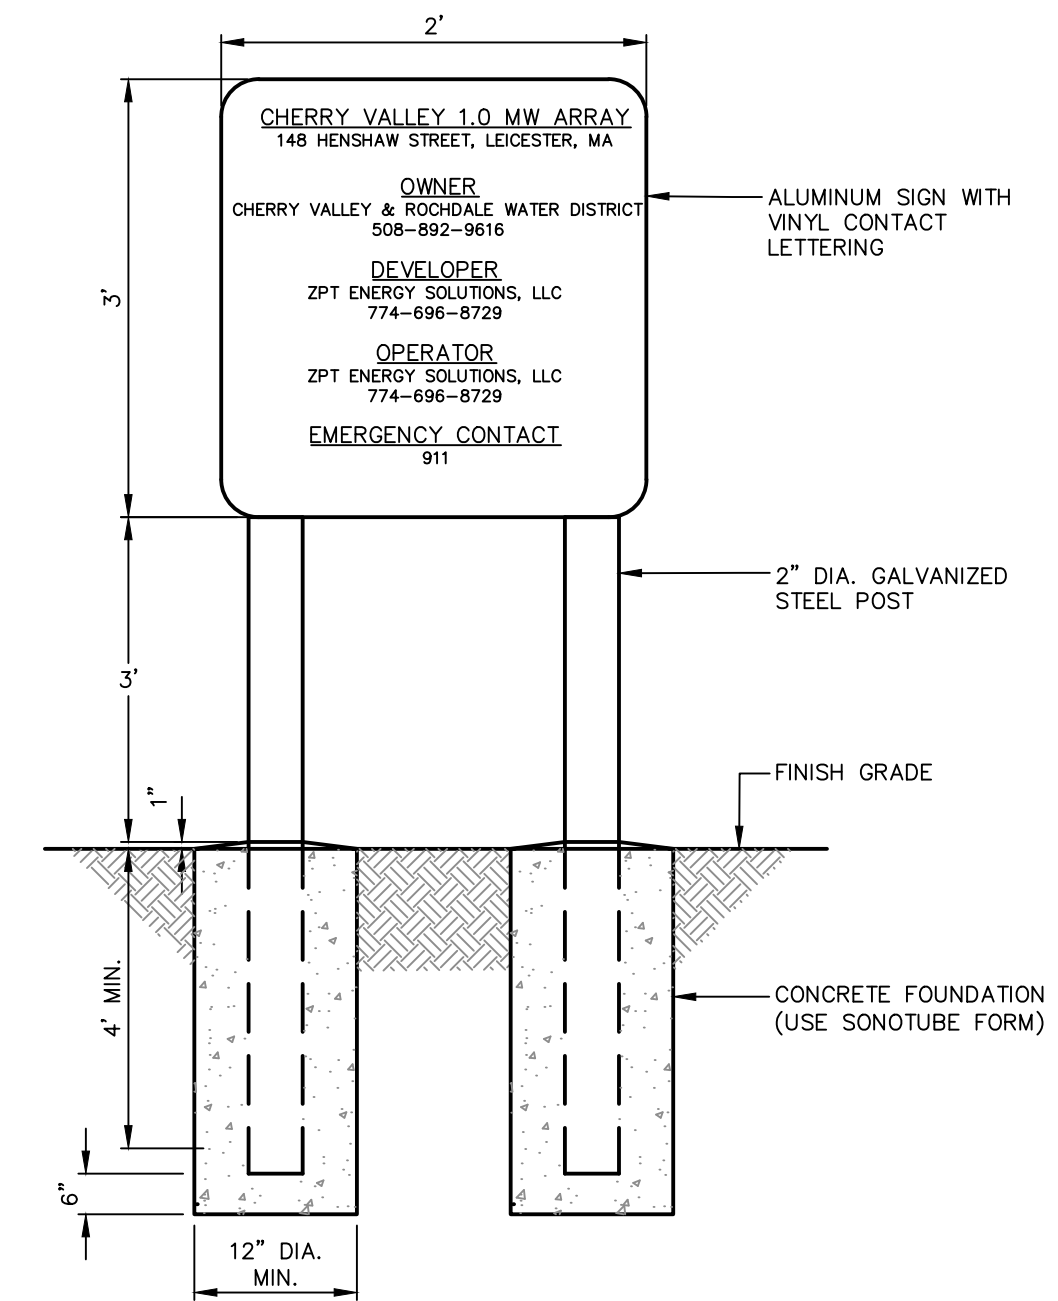 2'
CHERRY VALLEY 1.0 MW ARRAY
148 HENSHAW STREET, LEICESTER, MA
OWNER
CHERRY VALLEY & ROCHDALE WATER DISTRICT
508-892-9616
DEVELOPER
ZPT ENERGY SOLUTIONS, LLC
774-696-8729
OPERATOR
ZPT ENERGY SOLUTIONS, LLC
774-696-8729
EMERGENCY CONTACT
911
ALUMINUM SIGN WITH
VINYL CONTACT
LETTERING
3'
2" DIA. GALVANIZED
STEEL POST
3'
FINISH GRADE
1"
4' MIN.
CONCRETE FOUNDATION
(USE SONOTUBE FORM)
6"
12" DIA.
MIN.